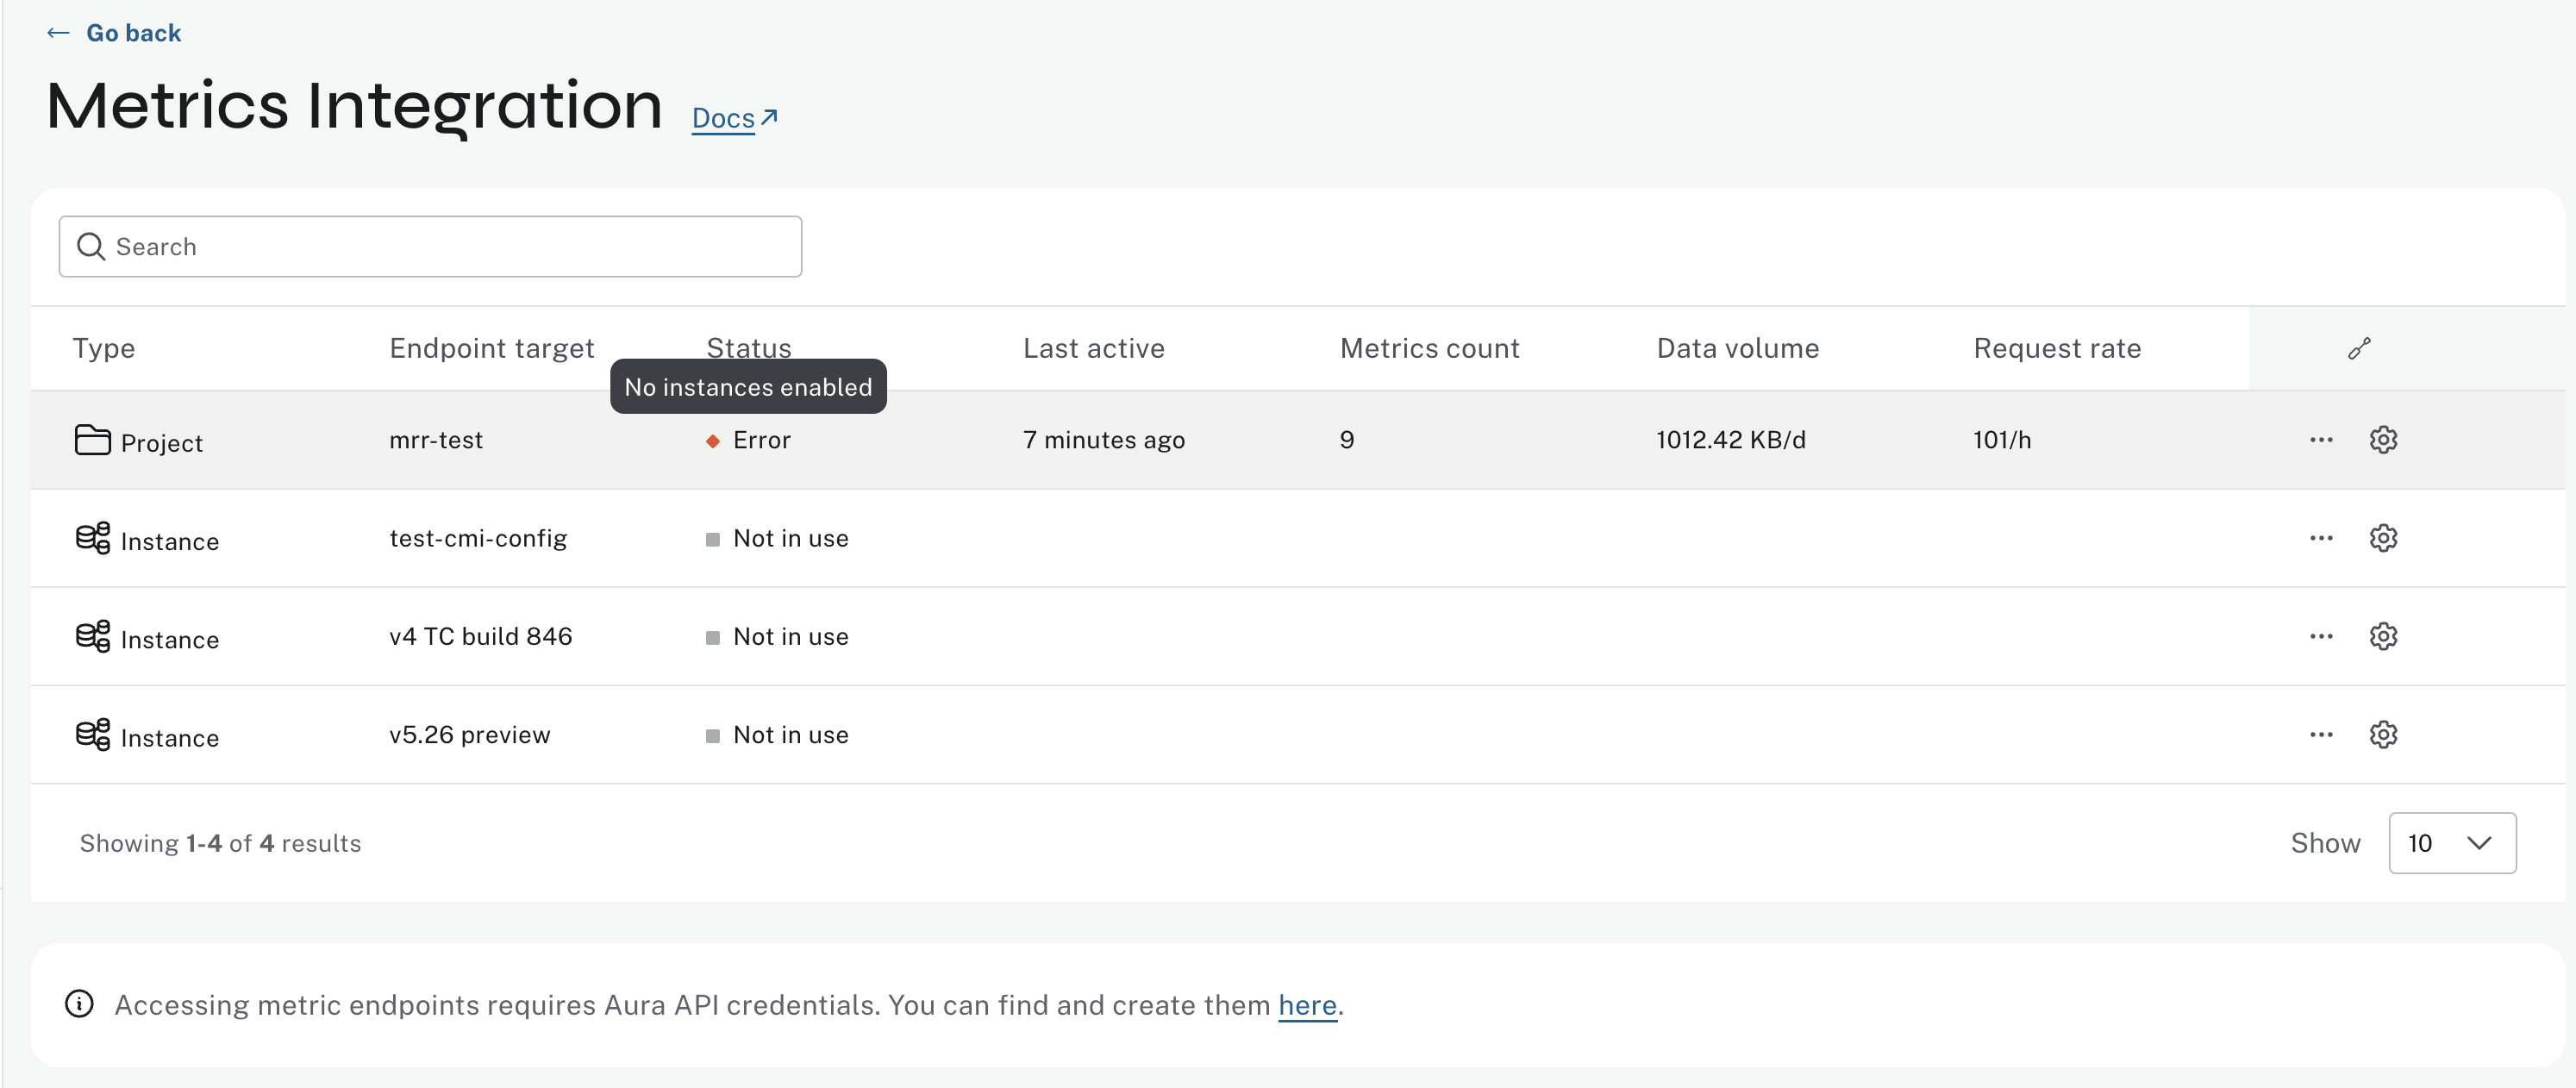 ← Go back
Metrics Integration Docs↗
Search
Type Endpoint target Status Last active Metrics count Data volume Request rate
No instances enabled
Project mrr-test Error 7 minutes ago 9 1012.42 KB/d 101/h ...
Instance test-cmi-config Not in use ...
Instance v4 TC build 846 Not in use ...
Instance v5.26 preview Not in use ...
Showing 1-4 of 4 results Show 10
Accessing metric endpoints requires Aura API credentials. You can find and create them here.